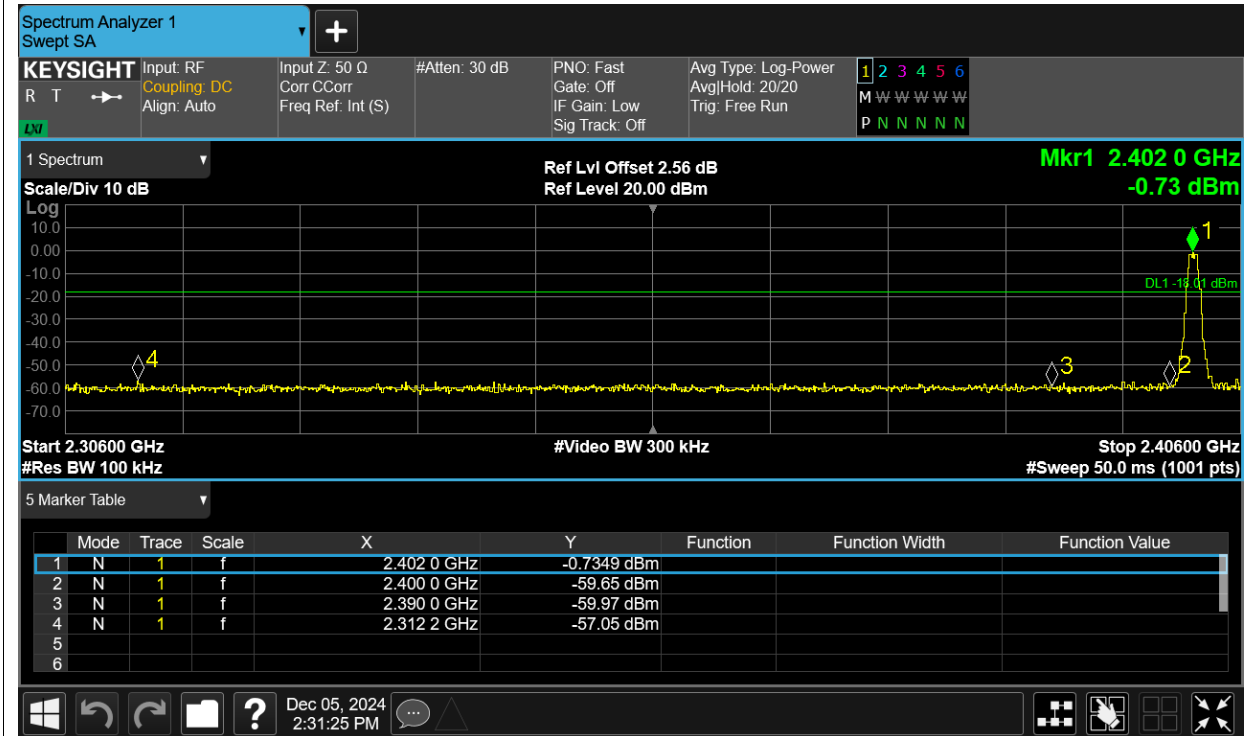 Spectrum Analyzer 1
Swept SA
KEYSIGHT
R T
LXI
Input: RF
Coupling: DC
Align: Auto
Input Z: 50 Ω
Corr CCorr
Freq Ref: Int (S)
#Atten: 30 dB
PNO: Fast
Gate: Off
IF Gain: Low
Sig Track: Off
Avg Type: Log-Power
Avg|Hold: 20/20
Trig: Free Run
1 2 3 4 5 6
M W W W W W
P N N N N N
1 Spectrum
Scale/Div 10 dB
Ref Lvl Offset 2.56 dB
Ref Level 20.00 dBm
Mkr1 2.402 0 GHz
-0.73 dBm
Log
10.0
0.00
-10.0
-20.0
-30.0
-40.0
-50.0
-60.0
-70.0
1
DL1 -18.01 dBm
4
3
2
Start 2.30600 GHz
#Video BW 300 kHz
Stop 2.40600 GHz
#Res BW 100 kHz
#Sweep 50.0 ms (1001 pts)
5 Marker Table
Mode Trace Scale X Y Function Function Width Function Value
1 N 1 f 2.402 0 GHz -0.7349 dBm
2 N 1 f 2.400 0 GHz -59.65 dBm
3 N 1 f 2.390 0 GHz -59.97 dBm
4 N 1 f 2.312 2 GHz -57.05 dBm
5
6
?
Dec 05, 2024
2:31:25 PM